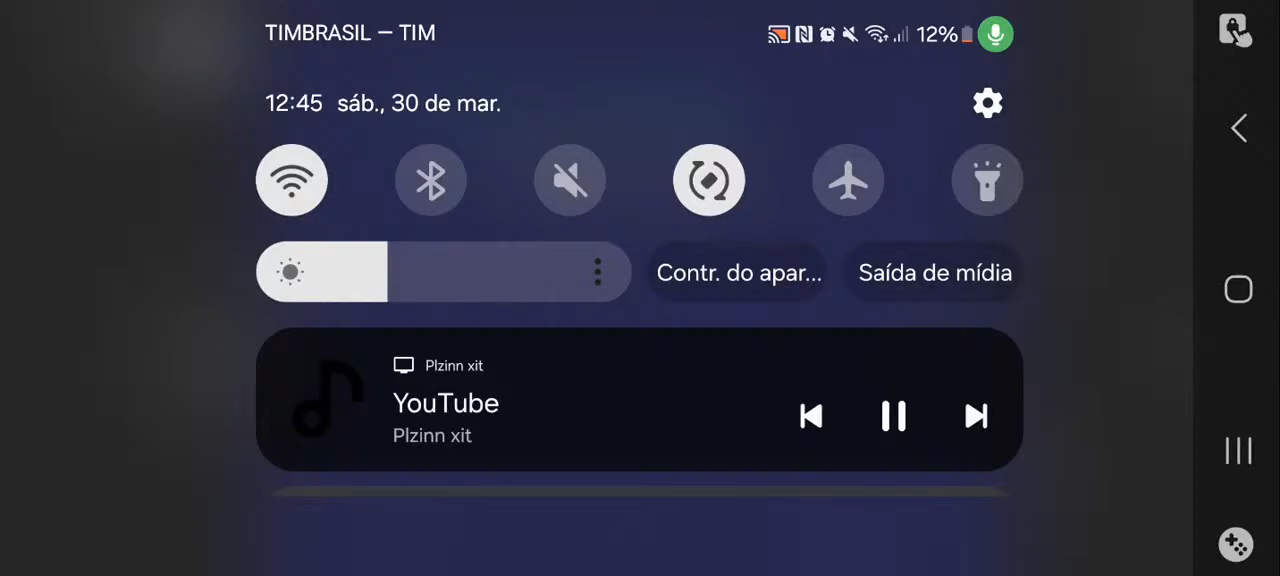 TIMBRASIL – TIM
12%
12:45 sáb., 30 de mar.
Contr. do apar...
Saída de mídia
Plzinn xit
YouTube
Plzinn xit